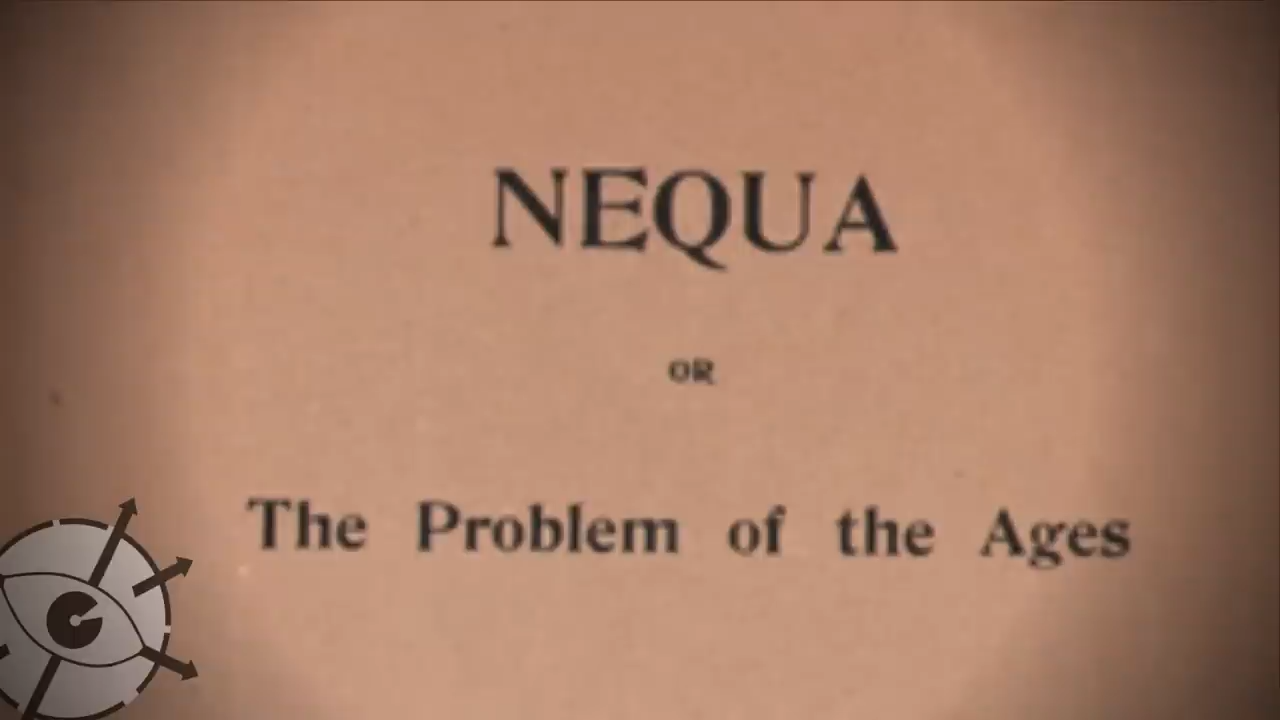 NEQUA
OR
The Problem of the Ages